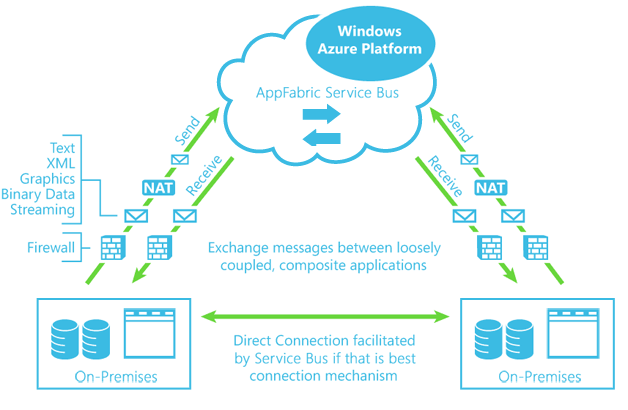 Windows
Azure Platform
AppFabric Service Bus
Send
Receive
Send
Receive
Text
XML
Graphics
Binary Data
Streaming
NAT
NAT
Firewall
Exchange messages between loosely
coupled, composite applications
Direct Connection facilitated
by Service Bus if that is best
connection mechanism
On-Premises
On-Premises